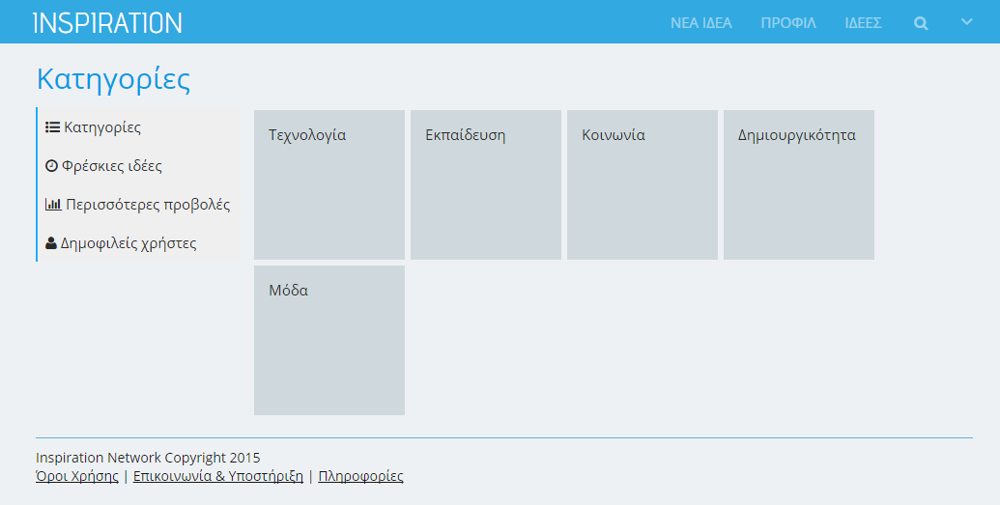 INSPIRATION
ΝΕΑ ΙΔΕΑ ΠΡΟΦΙΛ ΙΔΕΕΣ
Κατηγορίες
Κατηγορίες
Φρέσκιες ιδέες
Περισσότερες προβολές
Δημοφιλείς χρήστες
Τεχνολογία
Εκπαίδευση
Κοινωνία
Δημιουργικότητα
Μόδα
Inspiration Network Copyright 2015
Όροι Χρήσης | Επικοινωνία & Υποστήριξη | Πληροφορίες